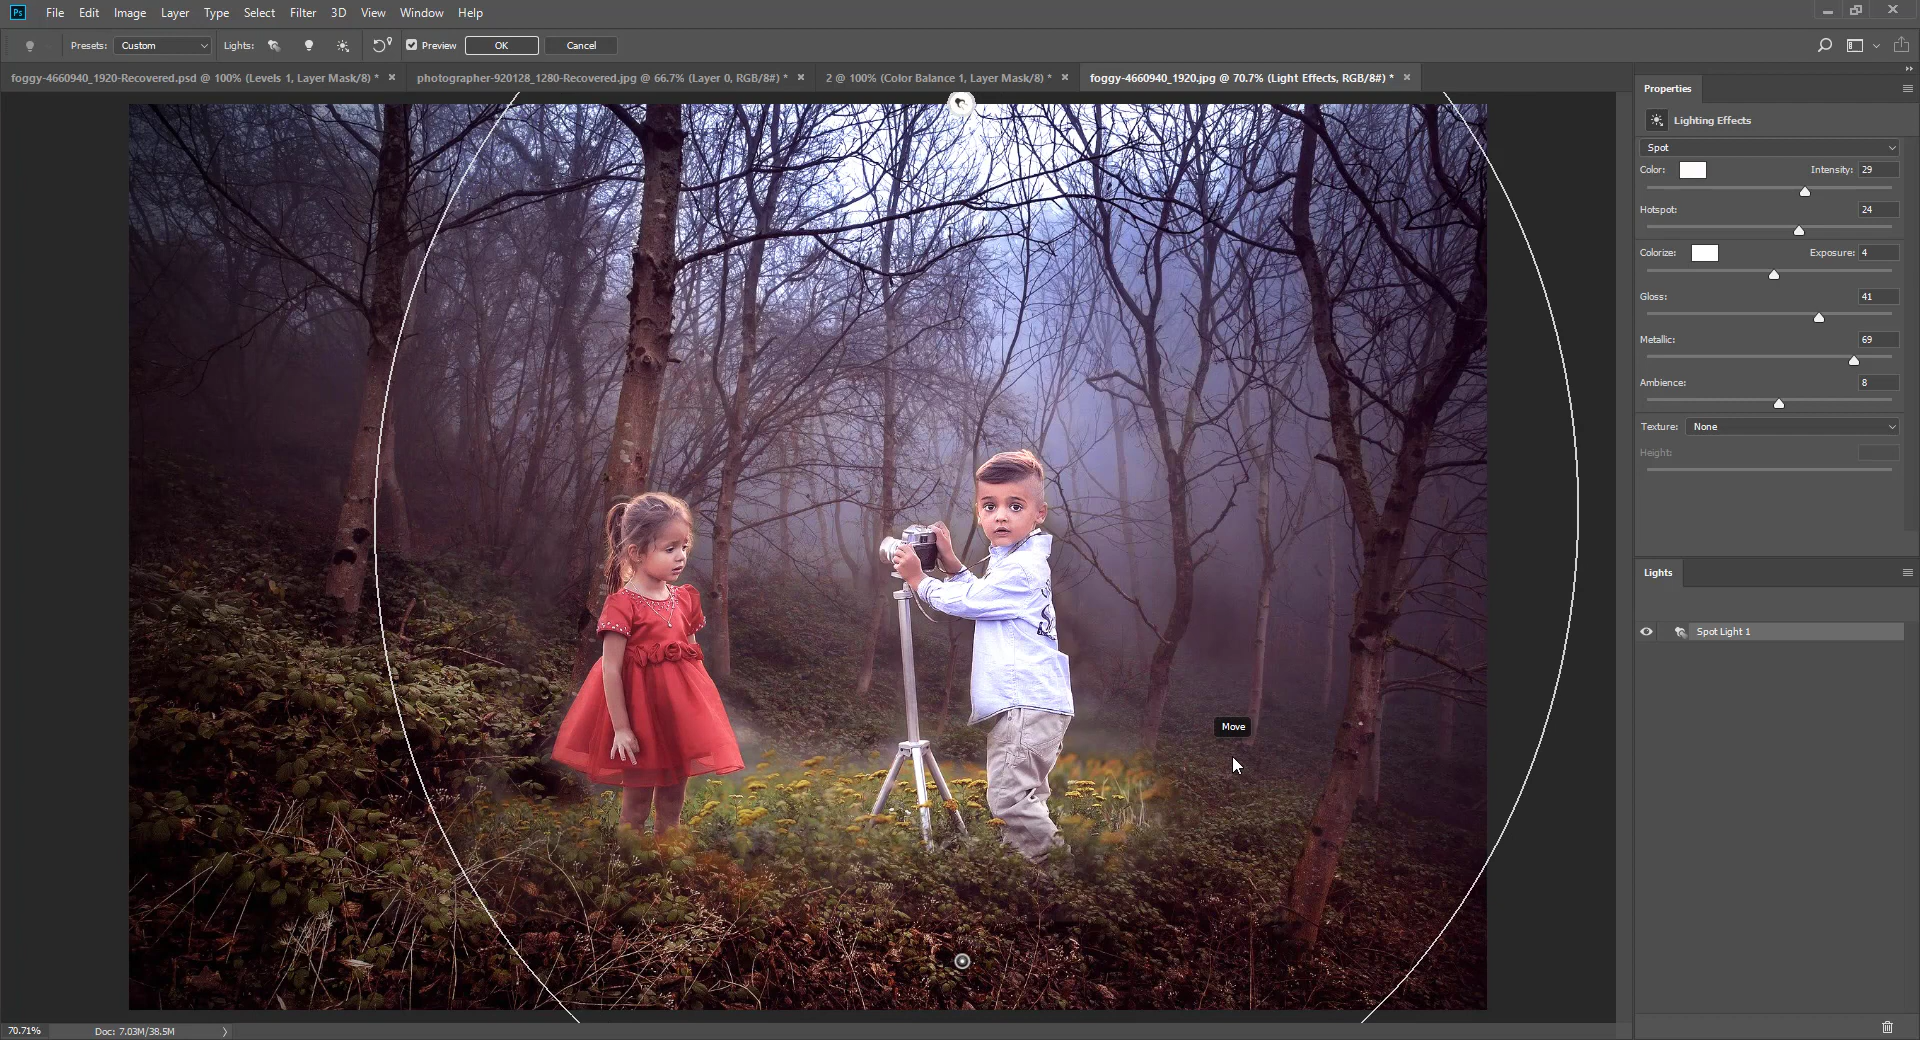 Ps File Edit Image Layer Type Select Filter 3D View Window Help
Presets: Custom Lights: Preview OK Cancel
foggy-4660940_1920-Recovered.psd @ 100% (Levels 1, Layer Mask/8) * × photographer-920128_1280-Recovered.jpg @ 66.7% (Layer 0, RGB/8#) * × 2 @ 100% (Color Balance 1, Layer Mask/8) * × foggy-4660940_1920.jpg @ 70.7% (Light Effects, RGB/8#) * ×
Properties
Lighting Effects
Spot
Color: Intensity: 29
Hotspot: 24
Colorize: Exposure: 4
Gloss: 41
Metallic: 69
Ambience: 8
Texture: None
Height:
Lights
Spot Light 1
Move
70.71% Doc: 7.03M/38.5M